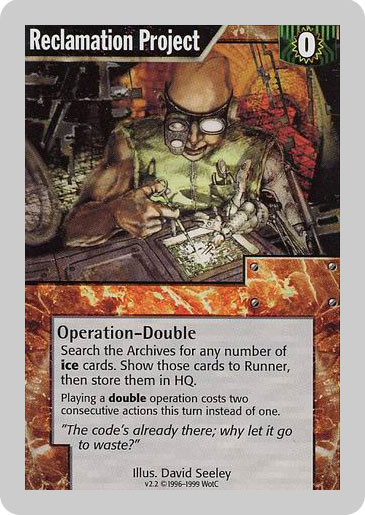 Reclamation Project
0
Operation–Double
Search the Archives for any number of
ice cards. Show those cards to Runner,
then store them in HQ.
Playing a double operation costs two
consecutive actions this turn instead of one.
"The code's already there; why let it go
to waste?"
Illus. David Seeley
v2.2 ©1996–1999 WotC